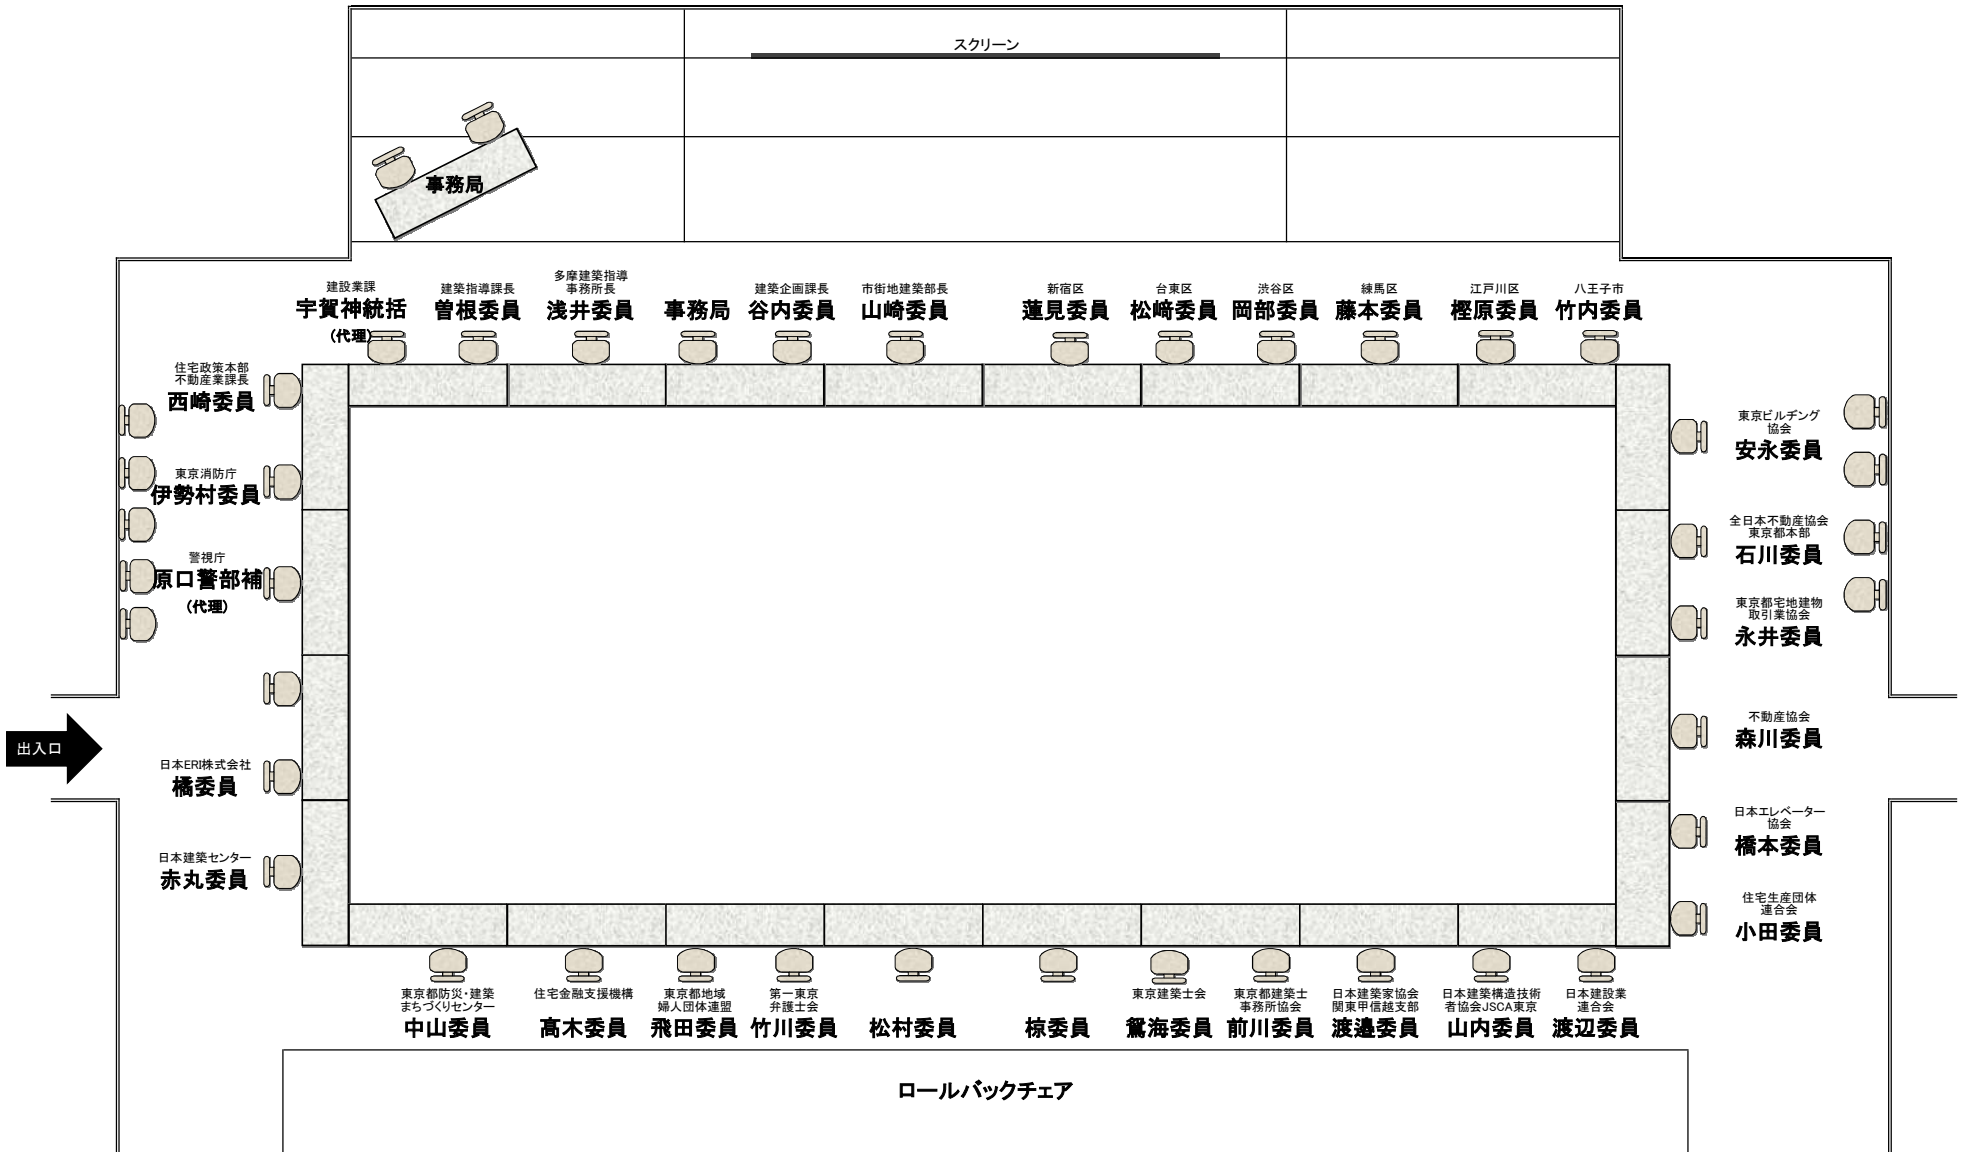 スクリーン
事務局
建設業課
宇賀神統括
(代理)
建築指導課長
曽根委員
多摩建築指導
事務所長
浅井委員
事務局
建築企画課長
谷内委員
市街地建築部長
山崎委員
新宿区
蓮見委員
台東区
松﨑委員
渋谷区
岡部委員
練馬区
藤本委員
江戸川区
樫原委員
八王子市
竹内委員
住宅政策本部
不動産業課長
西崎委員
東京消防庁
伊勢村委員
警視庁
原口警部補
(代理)
出入口
日本ERI株式会社
橘委員
日本建築センター
赤丸委員
東京ビルヂング
協会
安永委員
全日本不動産協会
東京都本部
石川委員
東京都宅地建物
取引業協会
永井委員
不動産協会
森川委員
日本エレベーター
協会
橋本委員
住宅生産団体
連合会
小田委員
東京都防災・建築
まちづくりセンター
中山委員
住宅金融支援機構
髙木委員
東京都地域
婦人団体連盟
飛田委員
第一東京
弁護士会
竹川委員
松村委員
椋委員
東京建築士会
鴛海委員
東京都建築士
事務所協会
前川委員
日本建築家協会
関東甲信越支部
渡邉委員
日本建築構造技術
者協会JSCA東京
山内委員
日本建設業
連合会
渡辺委員
ロールバックチェア